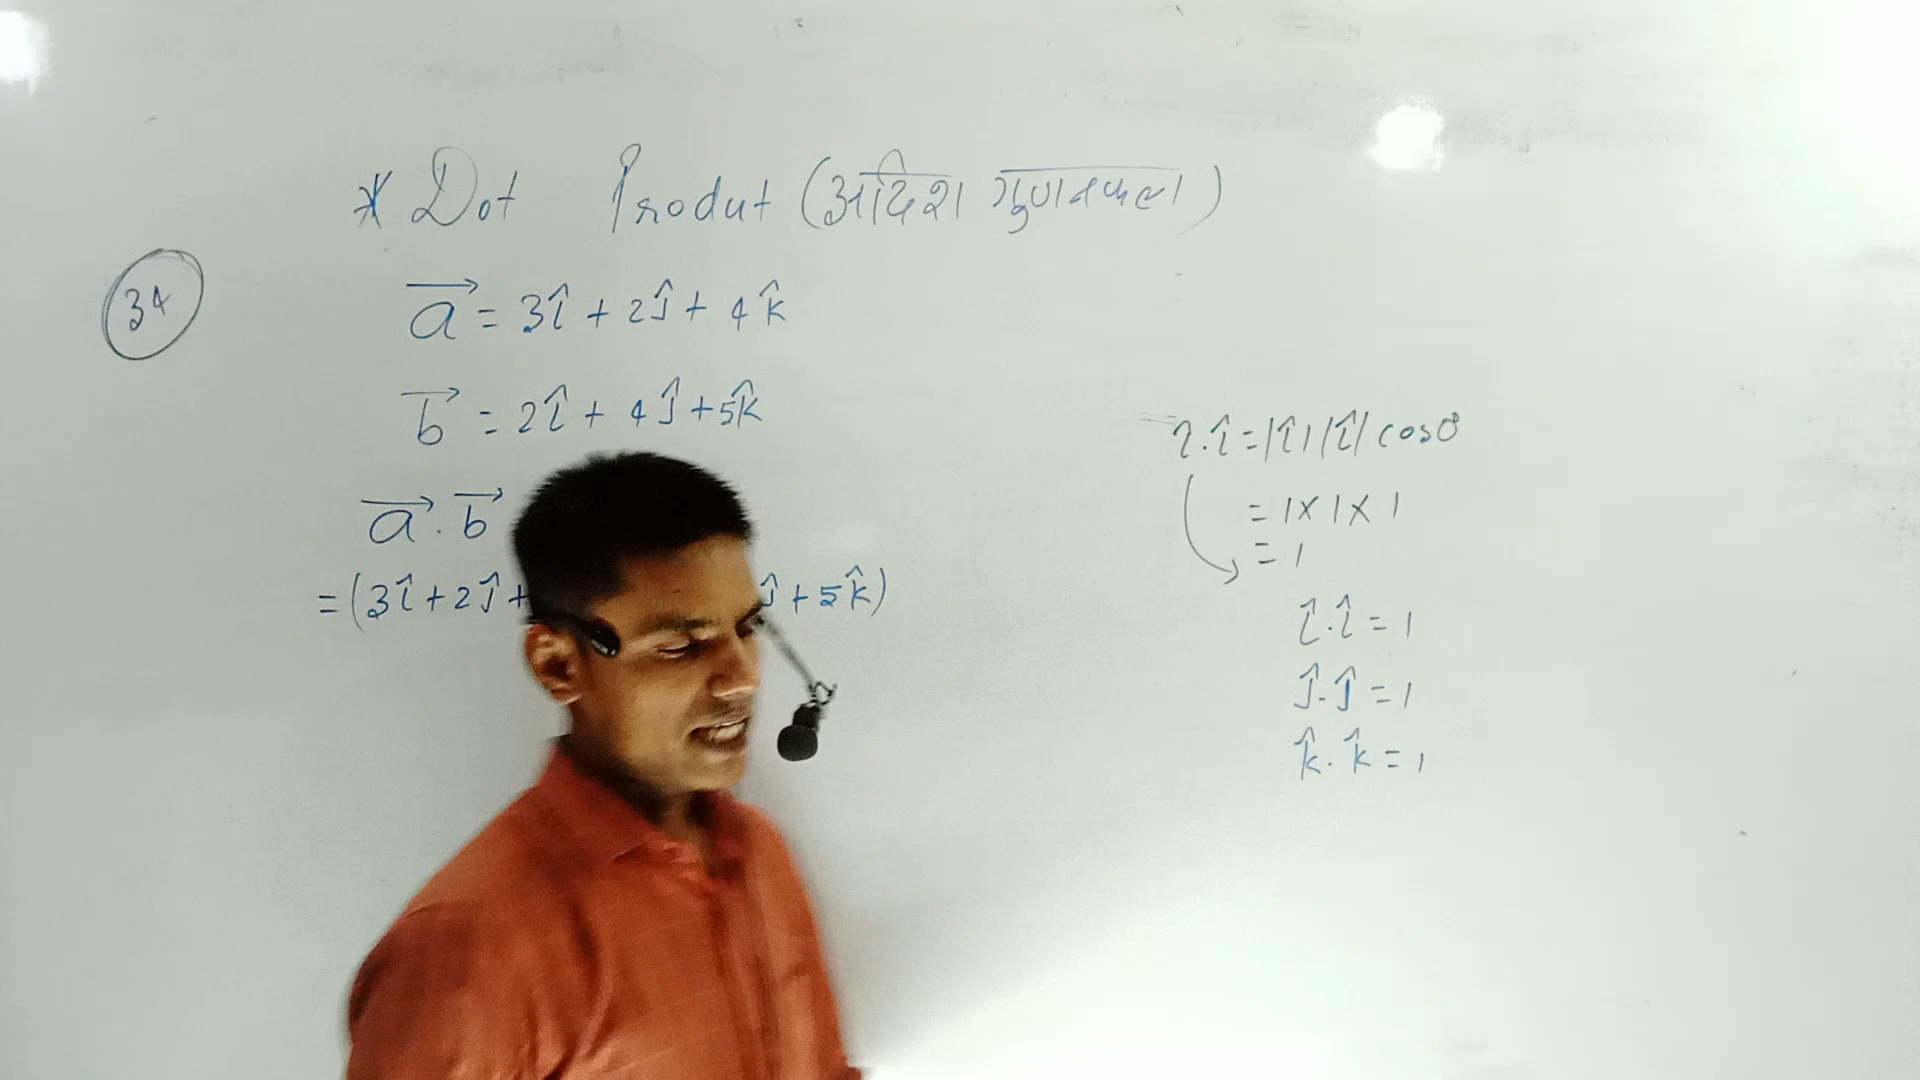 * Dot Produt (अदिश गुणनफल)
34
a⃗ = 3î + 2ĵ + 4k̂
b⃗ = 2î + 4ĵ + 5k̂
a⃗ . b⃗
= (3î + 2ĵ + ĵ + 5k̂)
î . î = |î| |î| cos0°
= 1 x 1 x 1
= 1
î . î = 1
ĵ . ĵ = 1
k̂ . k̂ = 1